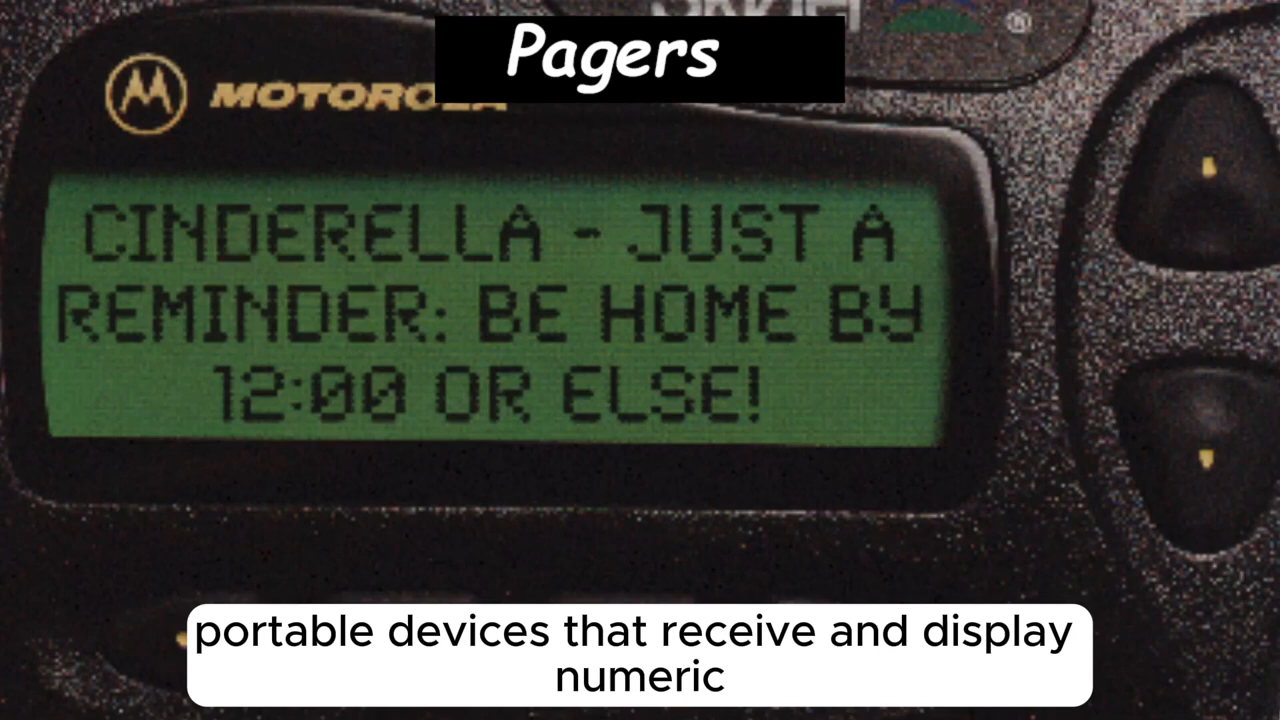 Pagers
MOTOROLA
®
CINDERELLA - JUST A
REMINDER: BE HOME BY
12:00 OR ELSE!
portable devices that receive and display
numeric